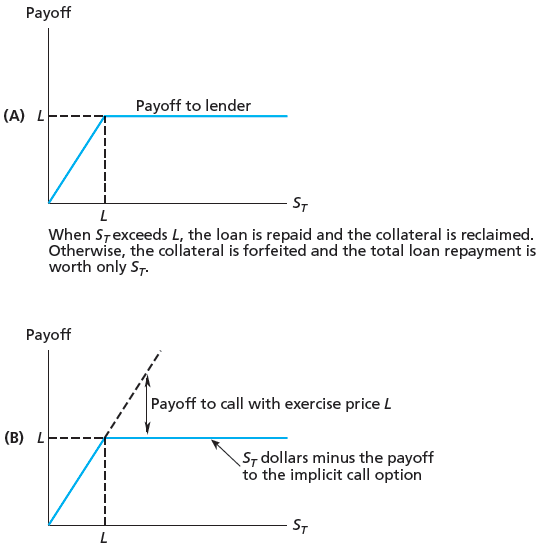 Payoff
Payoff to lender
(A) L
L
S_T
When S_T exceeds L, the loan is repaid and the collateral is reclaimed.
Otherwise, the collateral is forfeited and the total loan repayment is
worth only S_T.
Payoff
Payoff to call with exercise price L
(B) L
S_T dollars minus the payoff
to the implicit call option
S_T
L